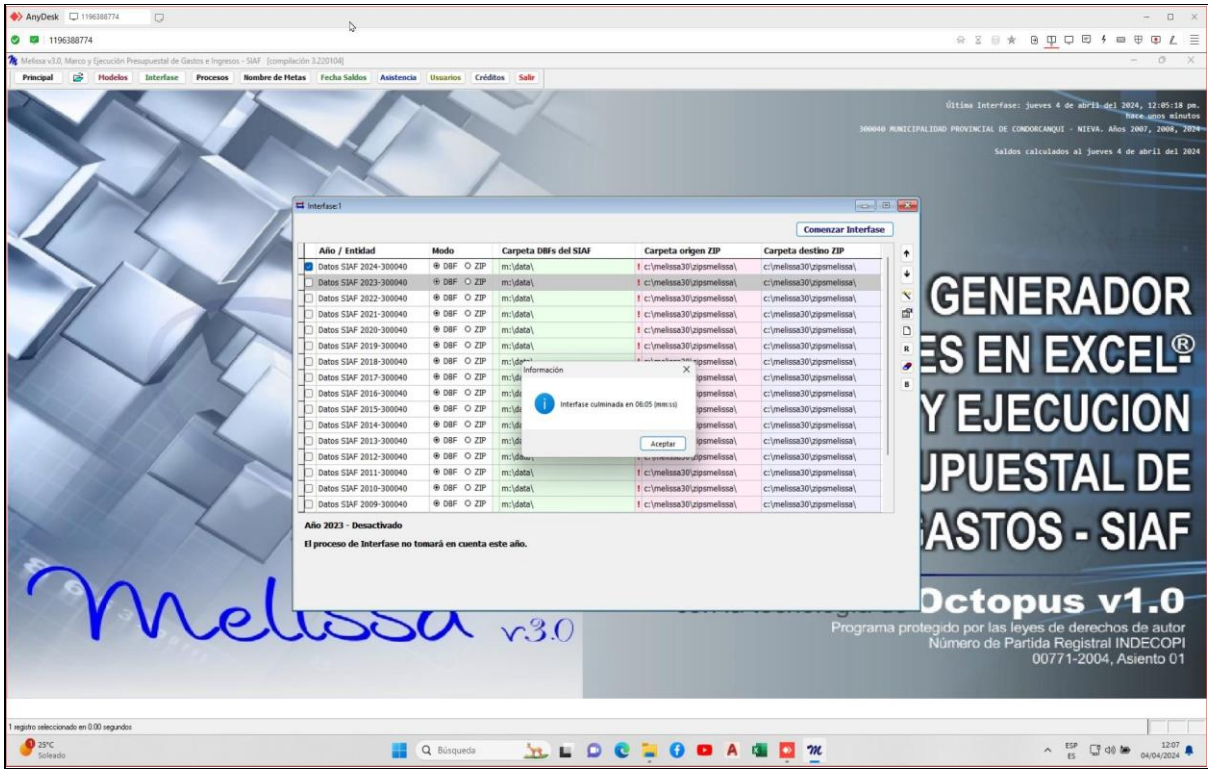 AnyDesk 1196388774
1196388774
Melissa v3.0, Marco y Ejecución Presupuestal de Gastos e Ingresos - SIAF [compilación 3.220104]
Principal Modelos Interfase Procesos Nombre de Metas Fecha Saldos Asistencia Usuarios Créditos Salir
Última Interfase: jueves 4 de abril del 2024, 12:05:18 pm.
hace unos minutos
300040 MUNICIPALIDAD PROVINCIAL DE CONDORCANQUI - NIEVA. Años 2007, 2008, 2024
Saldos calculados al jueves 4 de abril del 2024
Interfase:1
Comenzar Interfase
Año / Entidad Modo Carpeta DBFs del SIAF Carpeta origen ZIP Carpeta destino ZIP
Datos SIAF 2024-300040 DBF ZIP m:\data\ ! c:\melissa30\zipsmelissa\ c:\melissa30\zipsmelissa\
Datos SIAF 2023-300040 DBF ZIP m:\data\ ! c:\melissa30\zipsmelissa\ c:\melissa30\zipsmelissa\
Datos SIAF 2022-300040 DBF ZIP m:\data\ ! c:\melissa30\zipsmelissa\ c:\melissa30\zipsmelissa\
Datos SIAF 2021-300040 DBF ZIP m:\data\ ! c:\melissa30\zipsmelissa\ c:\melissa30\zipsmelissa\
Datos SIAF 2020-300040 DBF ZIP m:\data\ ! c:\melissa30\zipsmelissa\ c:\melissa30\zipsmelissa\
Datos SIAF 2019-300040 DBF ZIP m:\data\ ! c:\melissa30\zipsmelissa\ c:\melissa30\zipsmelissa\
Datos SIAF 2018-300040 DBF ZIP c:\melissa30\zipsmelissa\
Datos SIAF 2017-300040 DBF ZIP c:\melissa30\zipsmelissa\
Datos SIAF 2016-300040 DBF ZIP c:\melissa30\zipsmelissa\
Datos SIAF 2015-300040 DBF ZIP c:\melissa30\zipsmelissa\
Datos SIAF 2014-300040 DBF ZIP c:\melissa30\zipsmelissa\
Datos SIAF 2013-300040 DBF ZIP c:\melissa30\zipsmelissa\
Datos SIAF 2012-300040 DBF ZIP c:\melissa30\zipsmelissa\
Datos SIAF 2011-300040 DBF ZIP m:\data\ ! c:\melissa30\zipsmelissa\ c:\melissa30\zipsmelissa\
Datos SIAF 2010-300040 DBF ZIP m:\data\ ! c:\melissa30\zipsmelissa\ c:\melissa30\zipsmelissa\
Datos SIAF 2009-300040 DBF ZIP m:\data\ ! c:\melissa30\zipsmelissa\ c:\melissa30\zipsmelissa\
R
B
Información
Interfase culminada en 06:05 (mm:ss)
Aceptar
Año 2023 - Desactivado
El proceso de Interfase no tomará en cuenta este año.
GENERADOR
ES EN EXCEL®
Y EJECUCION
UPUESTAL DE
GASTOS - SIAF
Melissa v3.0
Octopus v1.0
Programa protegido por las leyes de derechos de autor
Número de Partida Registral INDECOPI
00771-2004, Asiento 01
1 registro seleccionado en 0.00 segundos
1
25°C
Soleado
Búsqueda
ESP
ES
12:07
04/04/2024